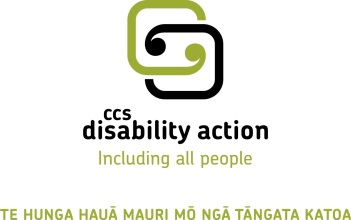 ccs
disability action
Including all people
TE HUNGA HAUĀ MAURI MŌ NGĀ TĀNGATA KATOA